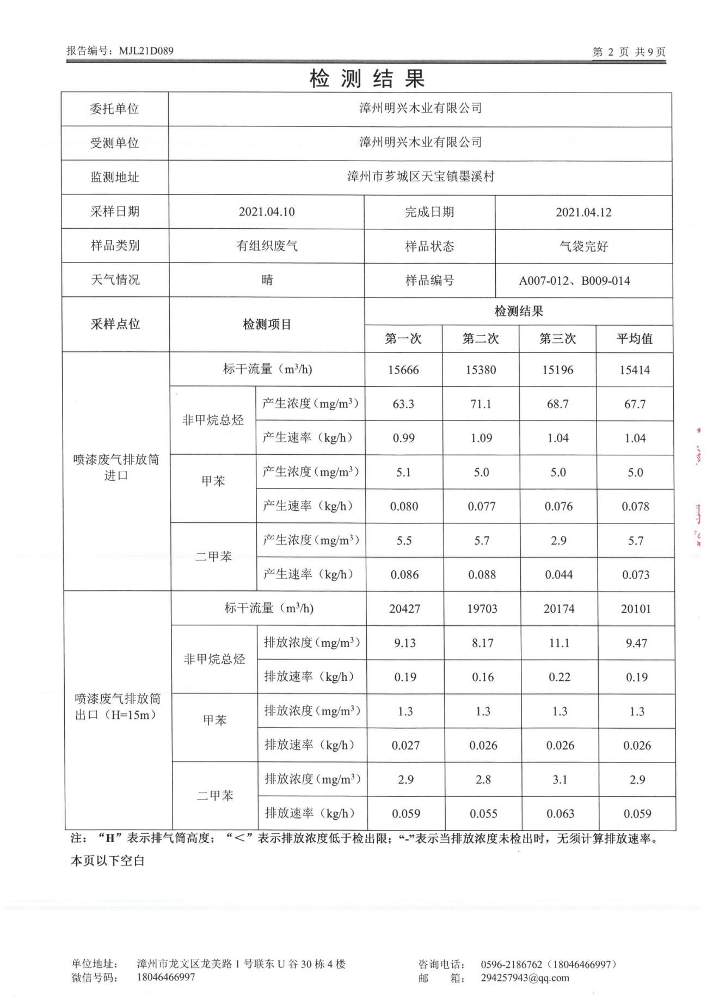 报告编号：MJL21D089 第 2 页 共9页
检 测 结 果
委托单位 漳州明兴木业有限公司
受测单位 漳州明兴木业有限公司
监测地址 漳州市芗城区天宝镇墨溪村
采样日期 2021.04.10 完成日期 2021.04.12
样品类别 有组织废气 样品状态 气袋完好
天气情况 晴 样品编号 A007-012、B009-014
采样点位 检测项目 检测结果
第一次 第二次 第三次 平均值
喷漆废气排放筒
进口
标干流量（m³/h) 15666 15380 15196 15414
非甲烷总烃
产生浓度（mg/m³） 63.3 71.1 68.7 67.7
产生速率（kg/h） 0.99 1.09 1.04 1.04
甲苯
产生浓度（mg/m³） 5.1 5.0 5.0 5.0
产生速率（kg/h） 0.080 0.077 0.076 0.078
二甲苯
产生浓度（mg/m³） 5.5 5.7 2.9 5.7
产生速率（kg/h） 0.086 0.088 0.044 0.073
喷漆废气排放筒
出口（H=15m）
标干流量（m³/h) 20427 19703 20174 20101
非甲烷总烃
排放浓度（mg/m³） 9.13 8.17 11.1 9.47
排放速率（kg/h） 0.19 0.16 0.22 0.19
甲苯
排放浓度（mg/m³） 1.3 1.3 1.3 1.3
排放速率（kg/h） 0.027 0.026 0.026 0.026
二甲苯
排放浓度（mg/m³） 2.9 2.8 3.1 2.9
排放速率（kg/h） 0.059 0.055 0.063 0.059
注：“H”表示排气筒高度；“＜”表示排放浓度低于检出限；“-”表示当排放浓度未检出时，无须计算排放速率。
本页以下空白
单位地址： 漳州市龙文区龙美路 1 号联东 U 谷 30 栋 4 楼 咨询电话： 0596-2186762（18046466997）
微信号码： 18046466997 邮 箱： 294257943@qq.com